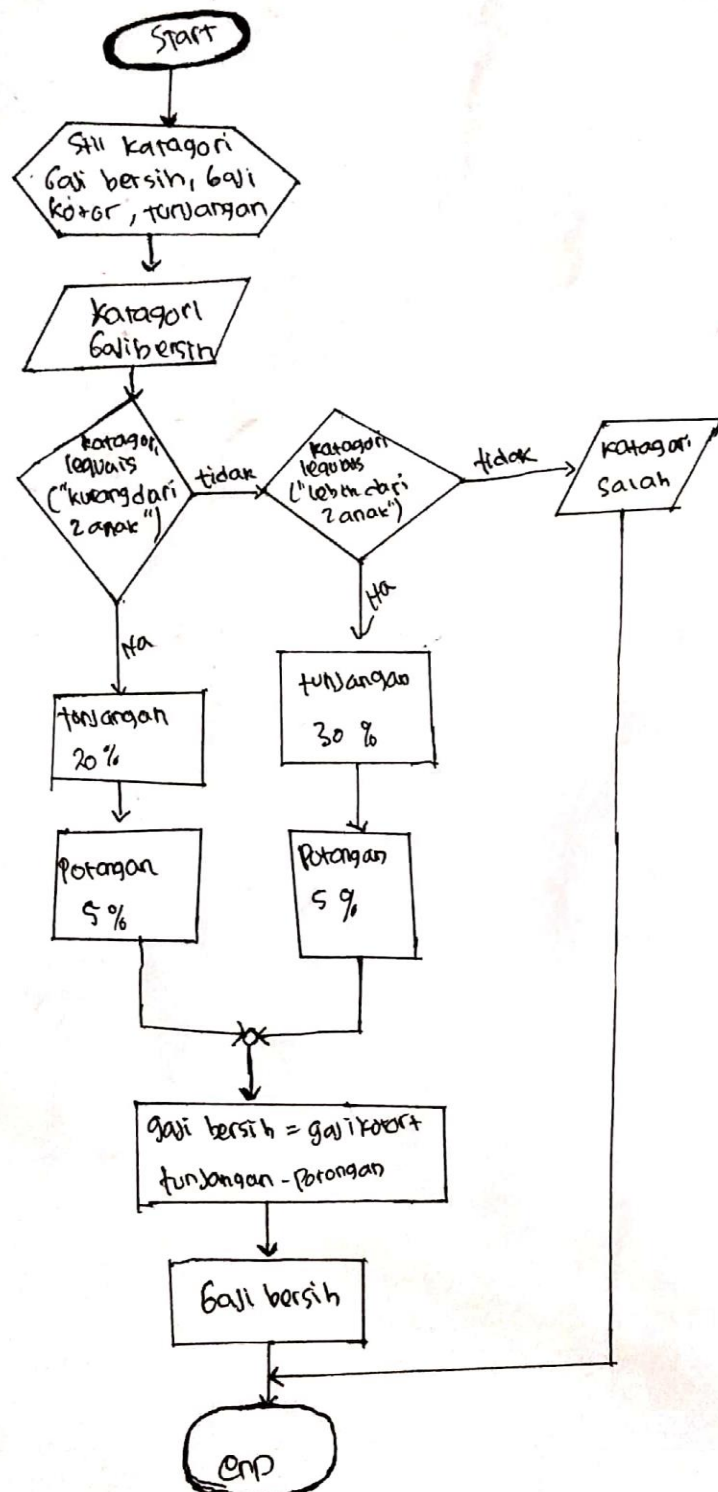 Start
Stll katagori
Gaji bersih, Gaji
kotor, tunjangan
katagori
Gaji bersih
katagori
iequais
("kurang dari
2 anak")
tidak
katagori
iequais
("lebih dari
2 anak")
tidak
katagori
salah
Ya
Ya
tunjangan
20%
tunjangan
30 %
Potongan
5 %
Potongan
5 %
gaji bersih = gaji kotor +
tunjangan - Potongan
Gaji bersih
END